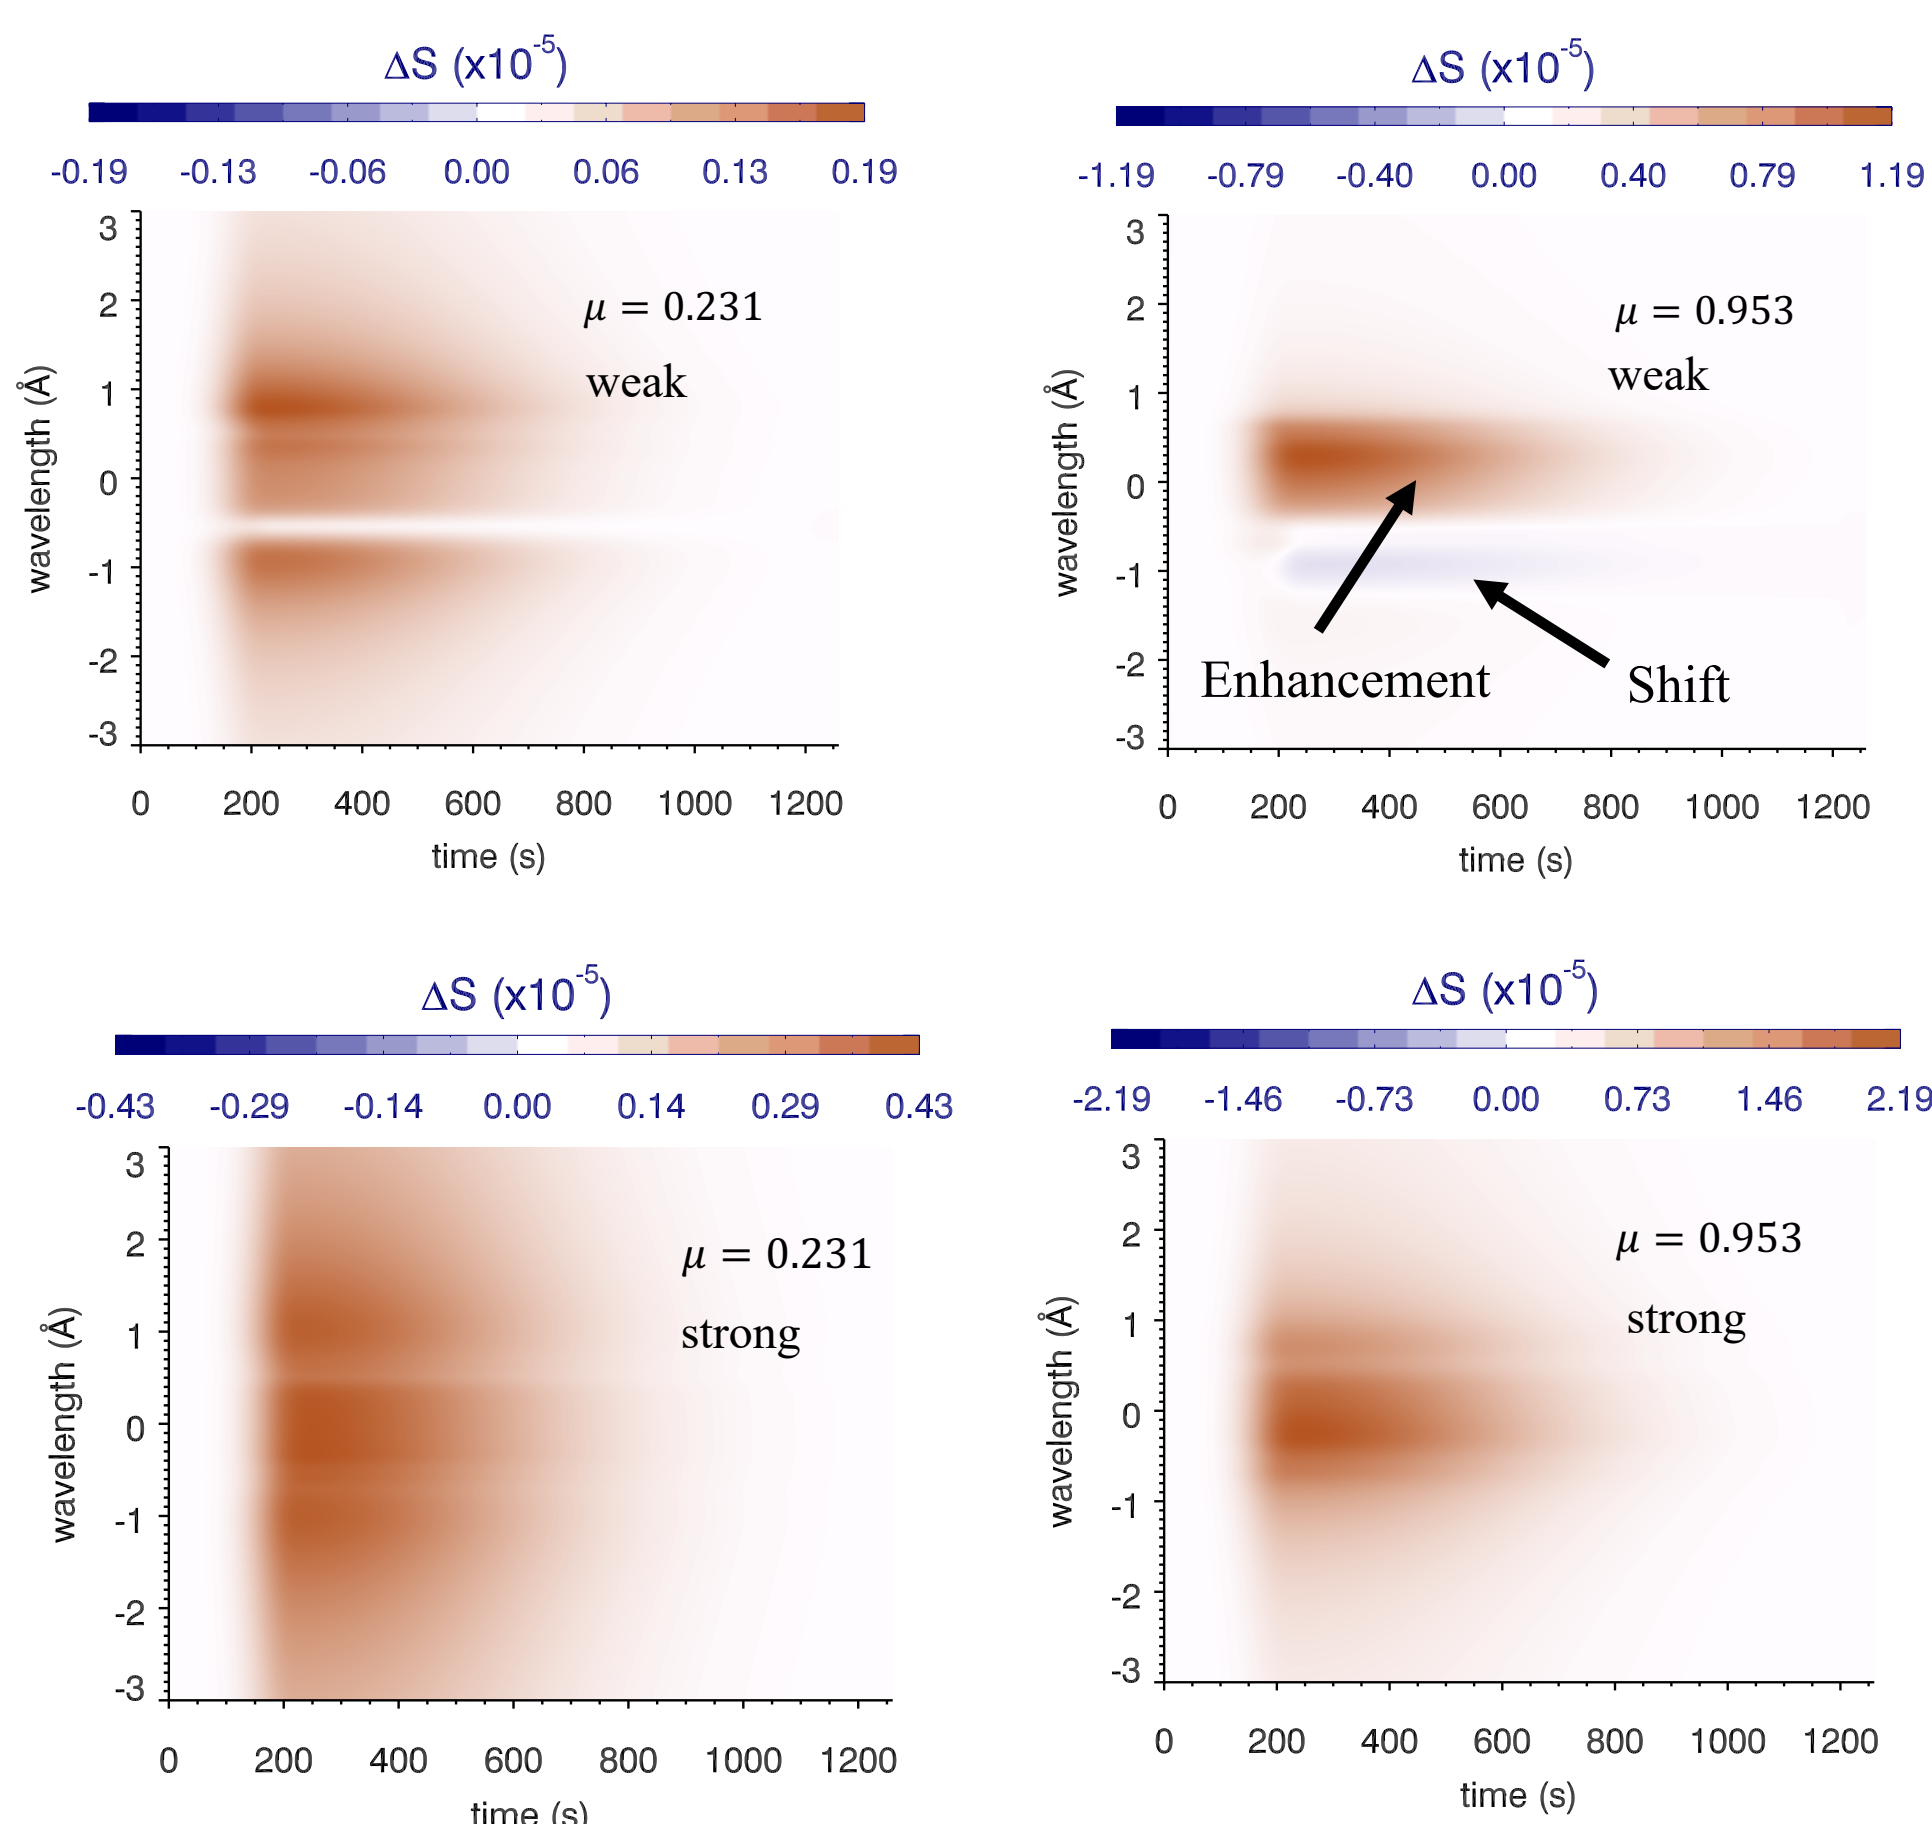 ΔS (x10⁻⁵)
-0.19 -0.13 -0.06 0.00 0.06 0.13 0.19
3
2
1
0
-1
-2
-3
wavelength (Å)
μ = 0.231
weak
0 200 400 600 800 1000 1200
time (s)
ΔS (x10⁻⁵)
-1.19 -0.79 -0.40 0.00 0.40 0.79 1.19
3
2
1
0
-1
-2
-3
wavelength (Å)
μ = 0.953
weak
Enhancement
Shift
0 200 400 600 800 1000 1200
time (s)
ΔS (x10⁻⁵)
-0.43 -0.29 -0.14 0.00 0.14 0.29 0.43
3
2
1
0
-1
-2
-3
wavelength (Å)
μ = 0.231
strong
0 200 400 600 800 1000 1200
time (s)
ΔS (x10⁻⁵)
-2.19 -1.46 -0.73 0.00 0.73 1.46 2.19
3
2
1
0
-1
-2
-3
wavelength (Å)
μ = 0.953
strong
0 200 400 600 800 1000 1200
time (s)